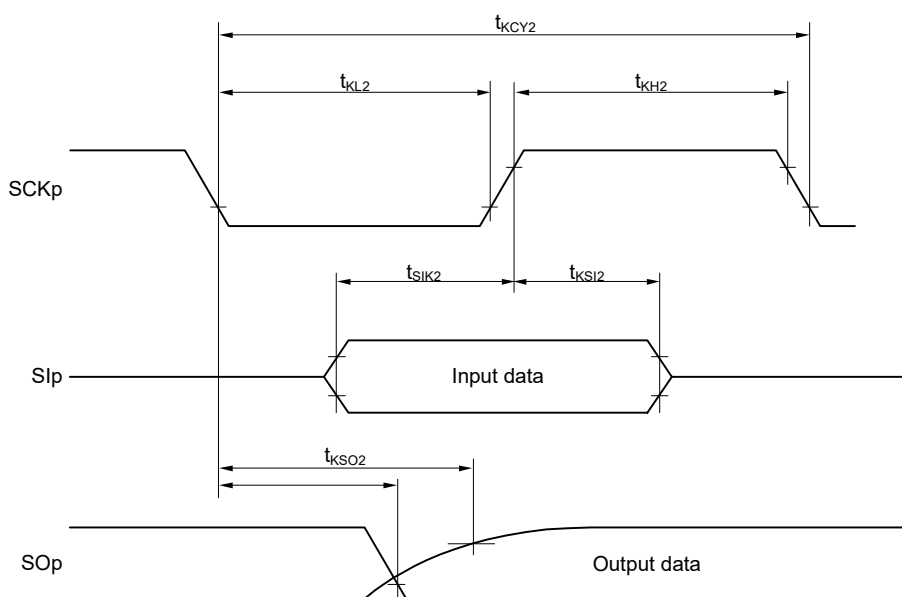 tKCY2
tKL2
tKH2
SCKp
tSIK2
tKSI2
SIp
Input data
tKSO2
SOp
Output data